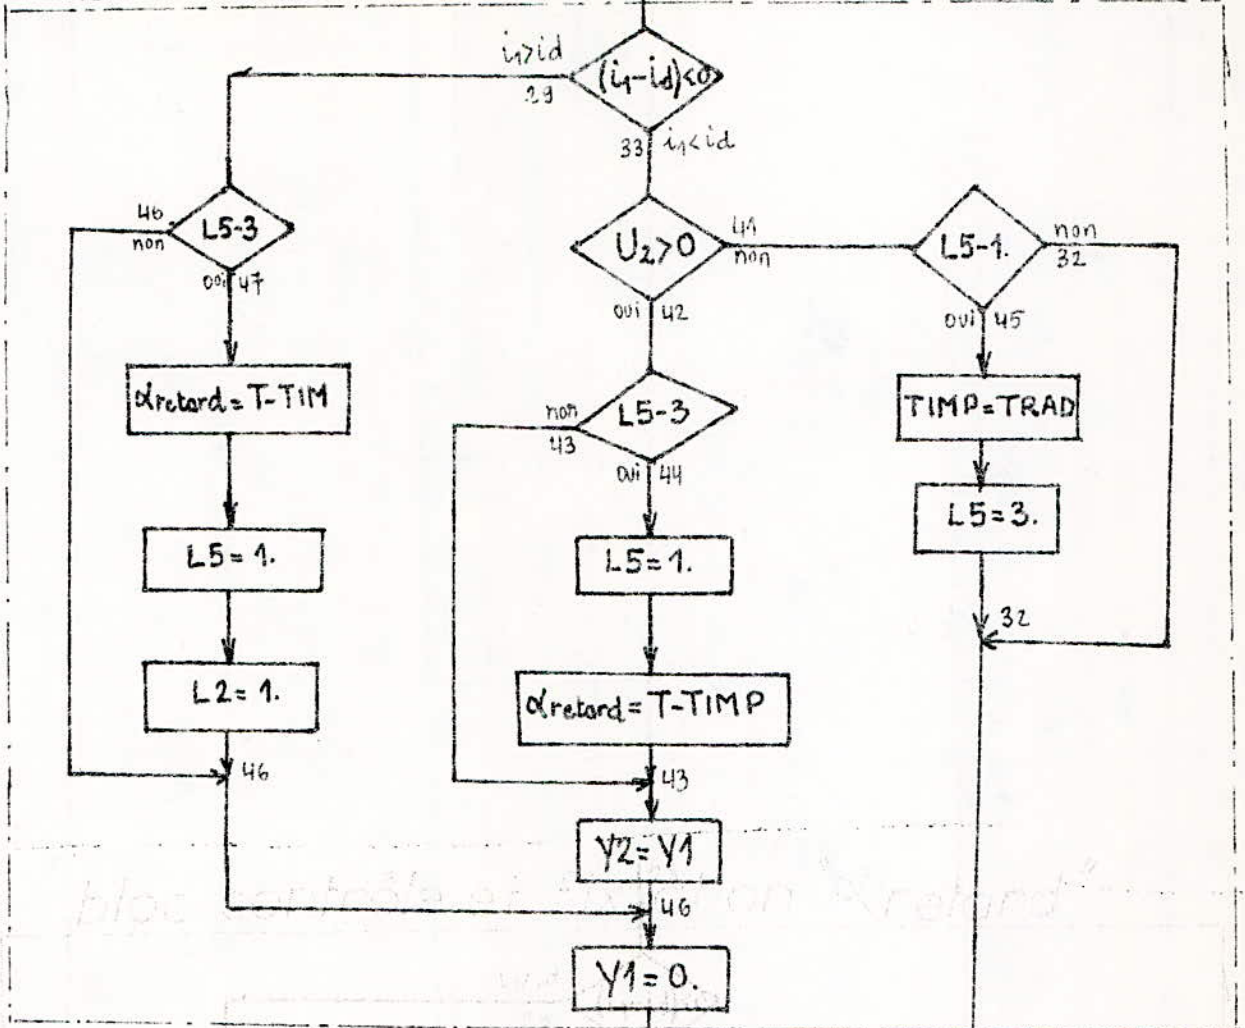 i₁>id
29
(i₁-id)<0
33 i₁<id
46
non
L5-3
oui 47
αretard = T-TIM
L5 = 1.
L2 = 1.
46
U₂>0
41
non
oui 42
L5-3
non
43
oui 44
L5 = 1.
αretard = T-TIMP
43
Y2 = Y1
46
Y1 = 0.
L5-1.
non
32
oui 45
TIMP = TRAD
L5 = 3.
32